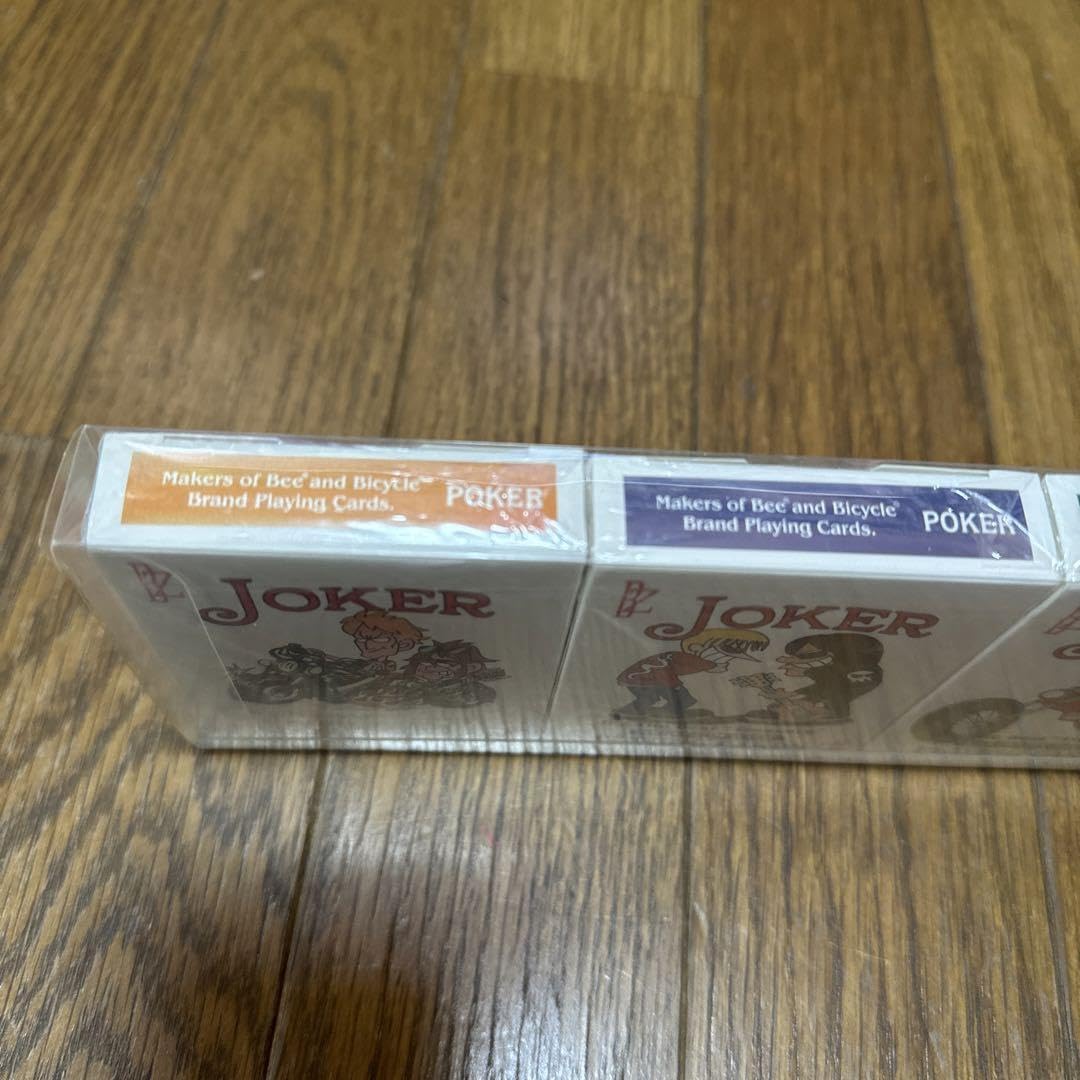 Makers of Bee® and Bicycle®
Brand Playing Cards.
POKER
Makers of Bee® and Bicycle®
Brand Playing Cards.
POKER
JOKER
JOKER